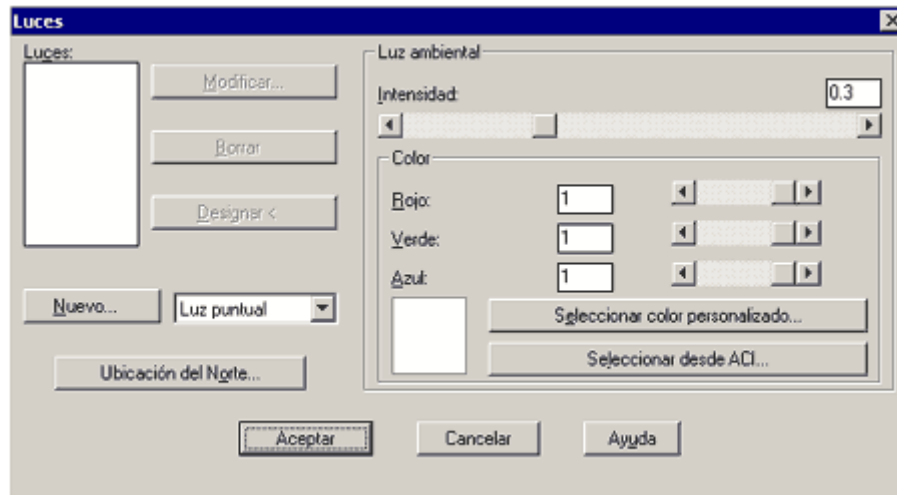 Luces
Luces:
Modificar...
Borrar
Designar <
Nuevo...
Luz puntual
Ubicación del Norte...
Luz ambiental
Intensidad:
0.3
Color
Rojo:
1
Verde:
1
Azul:
1
Seleccionar color personalizado...
Seleccionar desde ACI...
Aceptar
Cancelar
Ayuda